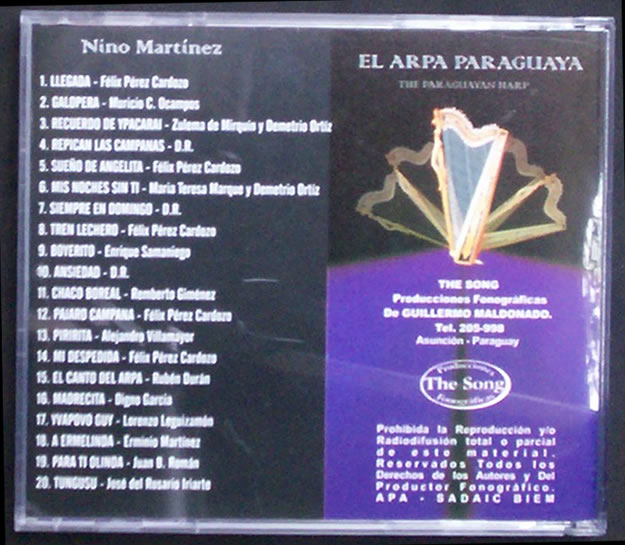 Nino Martínez
1. LLEGADA - Félix Pérez Cardozo
2. GALOPERA - Muricio C. Ocampos
3. RECUERDO DE YPACARAI - Zulema de Mirquin y Demetrio Ortiz
4. REPICAN LAS CAMPANAS - D.R.
5. SUEÑO DE ANGELITA - Félix Pérez Cardozo
6. MIS NOCHES SIN TI - María Teresa Marque y Demetrio Ortiz
7. SIEMPRE EN DOMINGO - D.R.
8. TREN LECHERO - Félix Pérez Cardozo
9. BOYERITO - Enrique Samaniego
10. ANSIEDAD - D.R.
11. CHACO BOREAL - Remberto Giménez
12. PAJARO CAMPANA - Félix Pérez Cardozo
13. PIRIRITA - Alejandro Villamayor
14. MI DESPEDIDA - Félix Pérez Cardozo
15. EL CANTO DEL ARPA - Rubén Durán
16. MADRECITA - Digno García
17. YVAPOVO GUY - Lorenzo Leguizamón
18. A ERMELINDA - Erminio Martínez
19. PARA TI OLINDA - Juan B. Román
20. TUNGUSU - José del Rosario Iriarte
EL ARPA PARAGUAYA
THE PARAGUAYAN HARP
THE SONG
Producciones Fonográficas
De GUILLERMO MALDONADO.
Tel. 205-998
Asunción - Paraguay
Producciones
The Song
Fonográficas
Prohibida la Reproducción y/o
Radiodifusión total o parcial
de esto material.
Reservados Todos los
Derechos de los Autores y Del
Productor Fonográfico.
APA - SADAIC BIEM